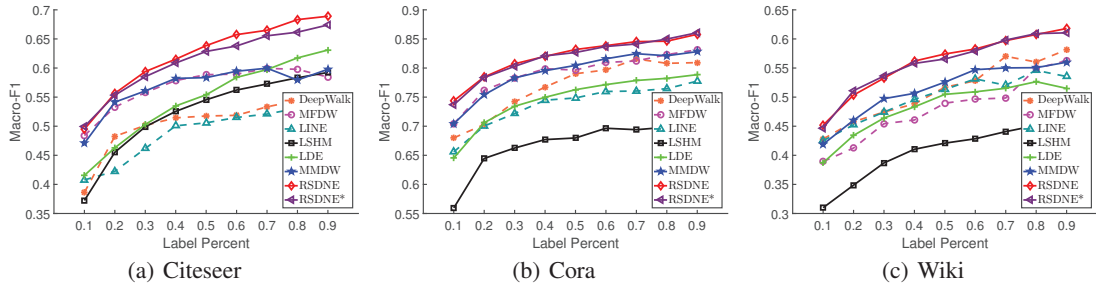 0.7
0.65
0.6
0.55
0.5
0.45
0.4
0.35
Macro-F1
0.1 0.2 0.3 0.4 0.5 0.6 0.7 0.8 0.9
Label Percent
DeepWalk
MFDW
LINE
LSHM
LDE
MMDW
RSDNE
RSDNE*
(a) Citeseer
0.9
0.85
0.8
0.75
0.7
0.65
0.6
0.55
Macro-F1
0.1 0.2 0.3 0.4 0.5 0.6 0.7 0.8 0.9
Label Percent
DeepWalk
MFDW
LINE
LSHM
LDE
MMDW
RSDNE
RSDNE*
(b) Cora
0.65
0.6
0.55
0.5
0.45
0.4
0.35
0.3
Macro-F1
0.1 0.2 0.3 0.4 0.5 0.6 0.7 0.8 0.9
Label Percent
DeepWalk
MFDW
LINE
LSHM
LDE
MMDW
RSDNE
RSDNE*
(c) Wiki